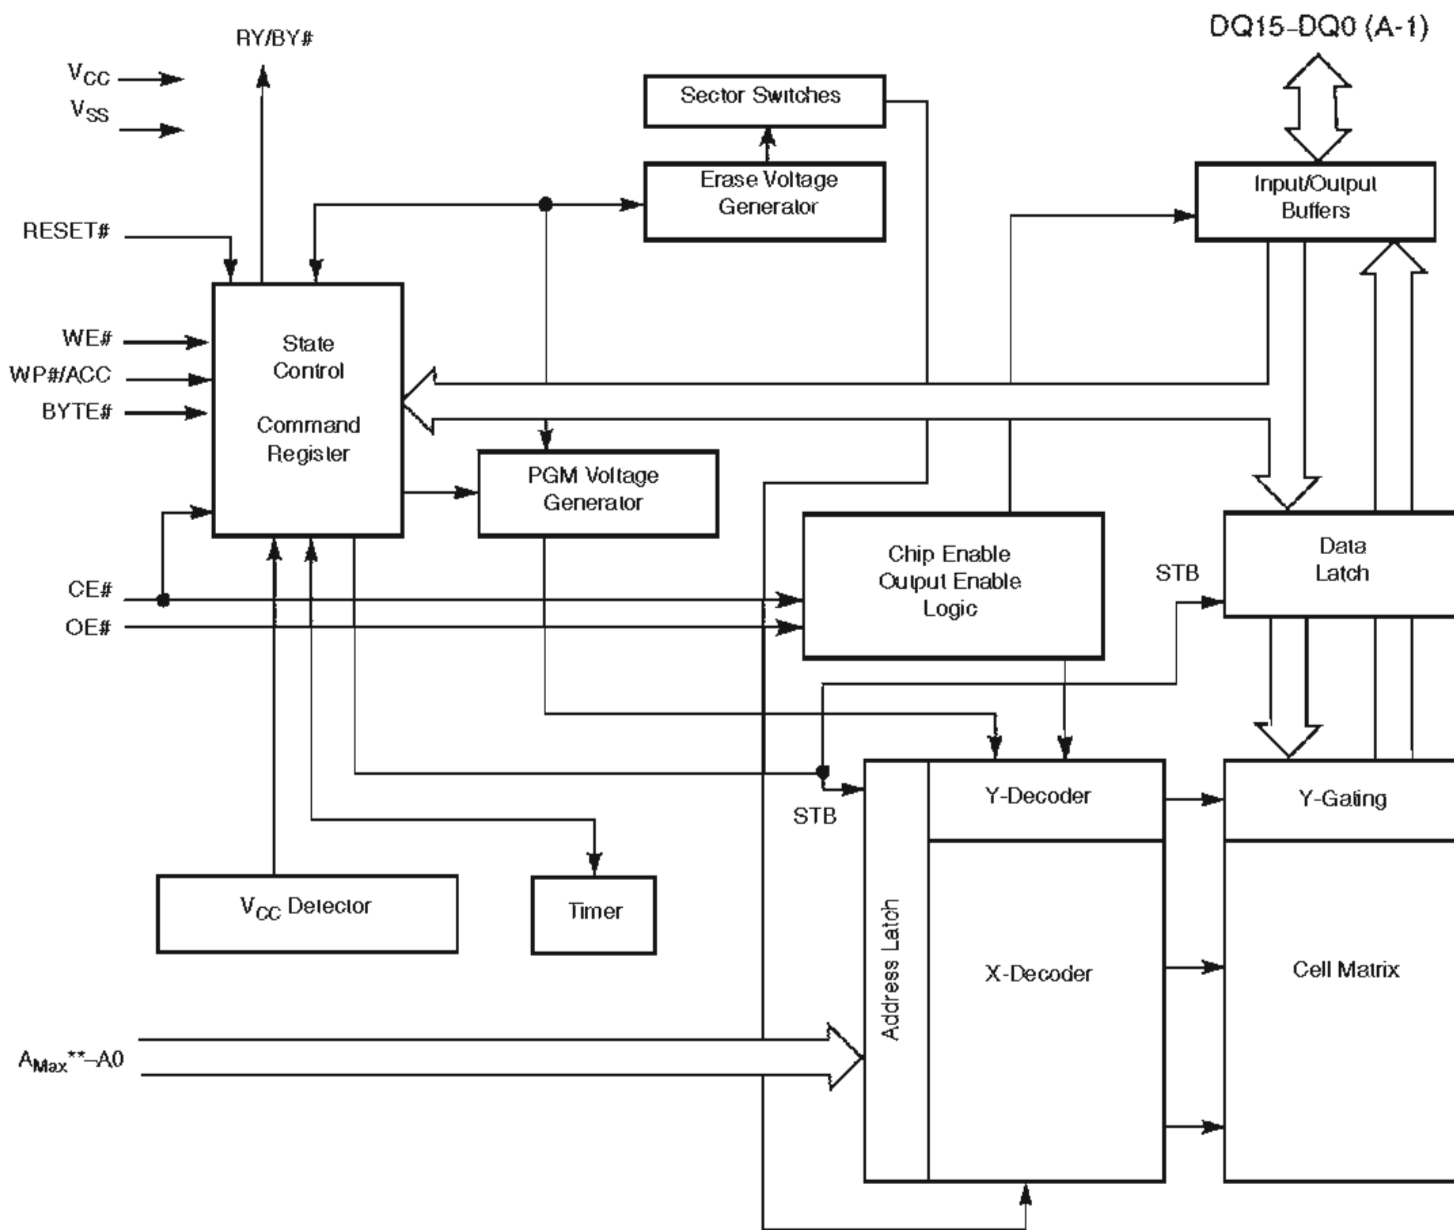 RY/BY#
DQ15–DQ0 (A-1)
VCC
VSS
Sector Switches
Erase Voltage
Generator
Input/Output
Buffers
RESET#
WE#
WP#/ACC
BYTE#
State
Control
Command
Register
PGM Voltage
Generator
CE#
OE#
Chip Enable
Output Enable
Logic
STB
Data
Latch
STB
Y-Decoder
Y-Gating
VCC Detector
Timer
Address Latch
X-Decoder
Cell Matrix
AMax**–A0